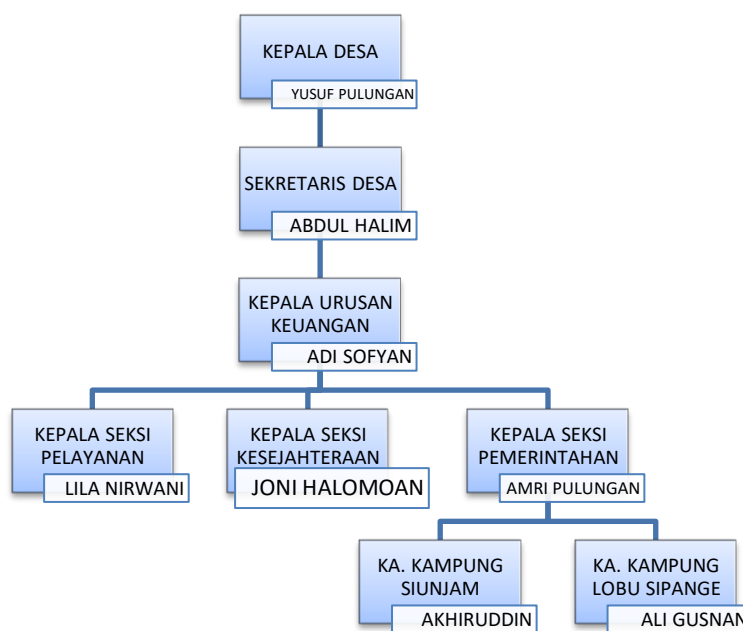 KEPALA DESA
YUSUF PULUNGAN
SEKRETARIS DESA
ABDUL HALIM
KEPALA URUSAN
KEUANGAN
ADI SOFYAN
KEPALA SEKSI
PELAYANAN
LILA NIRWANI
KEPALA SEKSI
KESEJAHTERAAN
JONI HALOMOAN
KEPALA SEKSI
PEMERINTAHAN
AMRI PULUNGAN
KA. KAMPUNG
SIUNJAM
AKHIRUDDIN
KA. KAMPUNG
LOBU SIPANGE
ALI GUSNAN